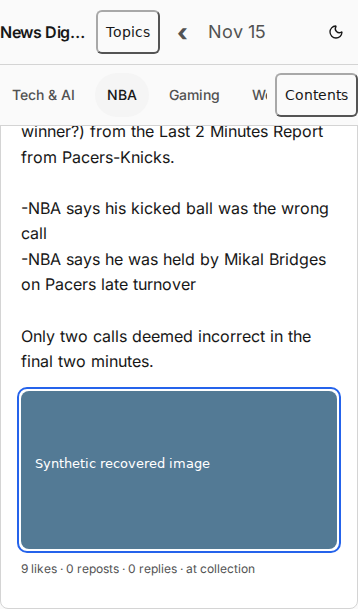 News Dig...
Topics
‹
Nov 15
Tech & AI
NBA
Gaming
Contents
winner?) from the Last 2 Minutes Report
from Pacers-Knicks.
-NBA says his kicked ball was the wrong
call
-NBA says he was held by Mikal Bridges
on Pacers late turnover
Only two calls deemed incorrect in the
final two minutes.
Synthetic recovered image
9 likes · 0 reposts · 0 replies · at collection